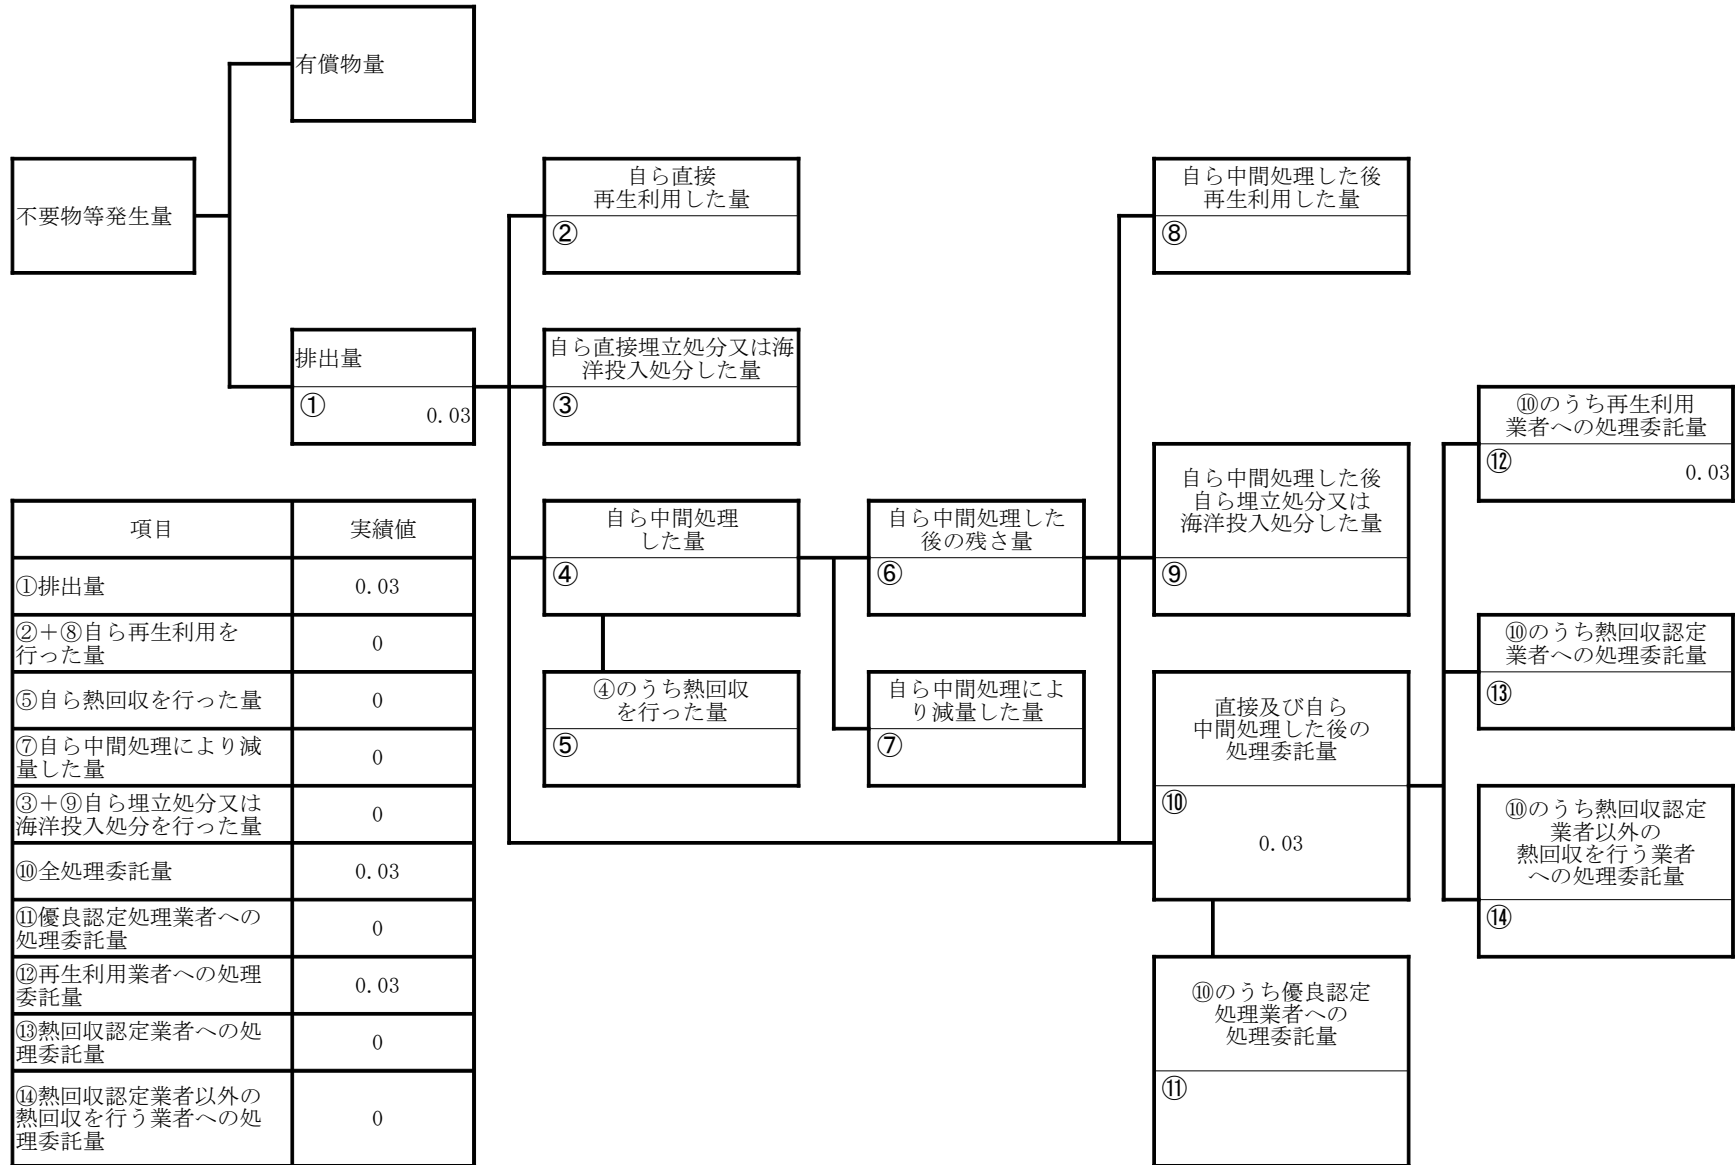 有償物量
不要物等発生量
自ら直接
再生利用した量
②
自ら中間処理した後
再生利用した量
⑧
排出量
①
0.03
自ら直接埋立処分又は海
洋投入処分した量
③
⑩のうち再生利用
業者への処理委託量
⑫
0.03
自ら中間処理
した量
④
自ら中間処理した
後の残さ量
⑥
自ら中間処理した後
自ら埋立処分又は
海洋投入処分した量
⑨
⑩のうち熱回収認定
業者への処理委託量
⑬
④のうち熱回収
を行った量
⑤
自ら中間処理によ
り減量した量
⑦
直接及び自ら
中間処理した後の
処理委託量
⑩
0.03
⑩のうち熱回収認定
業者以外の
熱回収を行う業者
への処理委託量
⑭
⑩のうち優良認定
処理業者への
処理委託量
⑪
項目 実績値
①排出量 0.03
②＋⑧自ら再生利用を
行った量 0
⑤自ら熱回収を行った量 0
⑦自ら中間処理により減
量した量 0
③＋⑨自ら埋立処分又は
海洋投入処分を行った量 0
⑩全処理委託量 0.03
⑪優良認定処理業者への
処理委託量 0
⑫再生利用業者への処理
委託量 0.03
⑬熱回収認定業者への処
理委託量 0
⑭熱回収認定業者以外の
熱回収を行う業者への処
理委託量 0